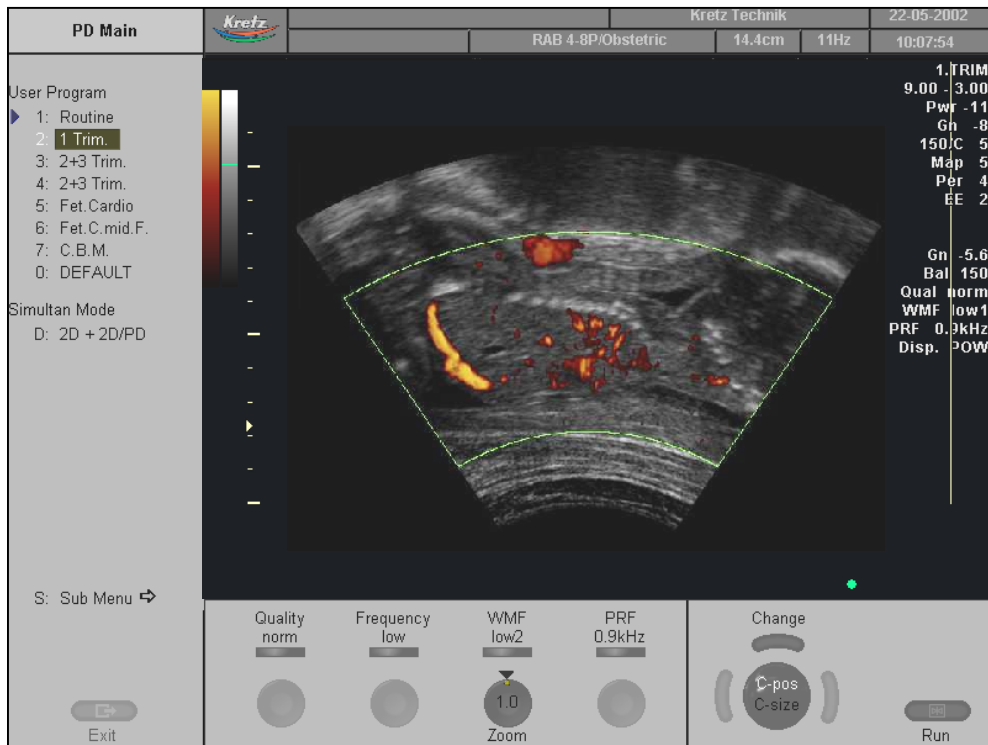 PD Main
Kretz
Kretz Technik
22-05-2002
RAB 4-8P/Obstetric
14.4cm
11Hz
10:07:54
User Program
1: Routine
2: 1 Trim.
3: 2+3 Trim.
4: 2+3 Trim.
5: Fet.Cardio
6: Fet.C.mid.F.
7: C.B.M.
0: DEFAULT
Simultan Mode
D: 2D + 2D/PD
S: Sub Menu
Exit
1.TRIM
9.00 - 3.00
Pwr -11
Gn -8
150/C 5
Map 5
Per 4
EE 2
Gn -5.6
Bal 150
Qual norm
WMF low1
PRF 0.9kHz
Disp. POW
Quality
norm
Frequency
low
WMF
low2
PRF
0.9kHz
1.0
Zoom
Change
C-pos
C-size
Run